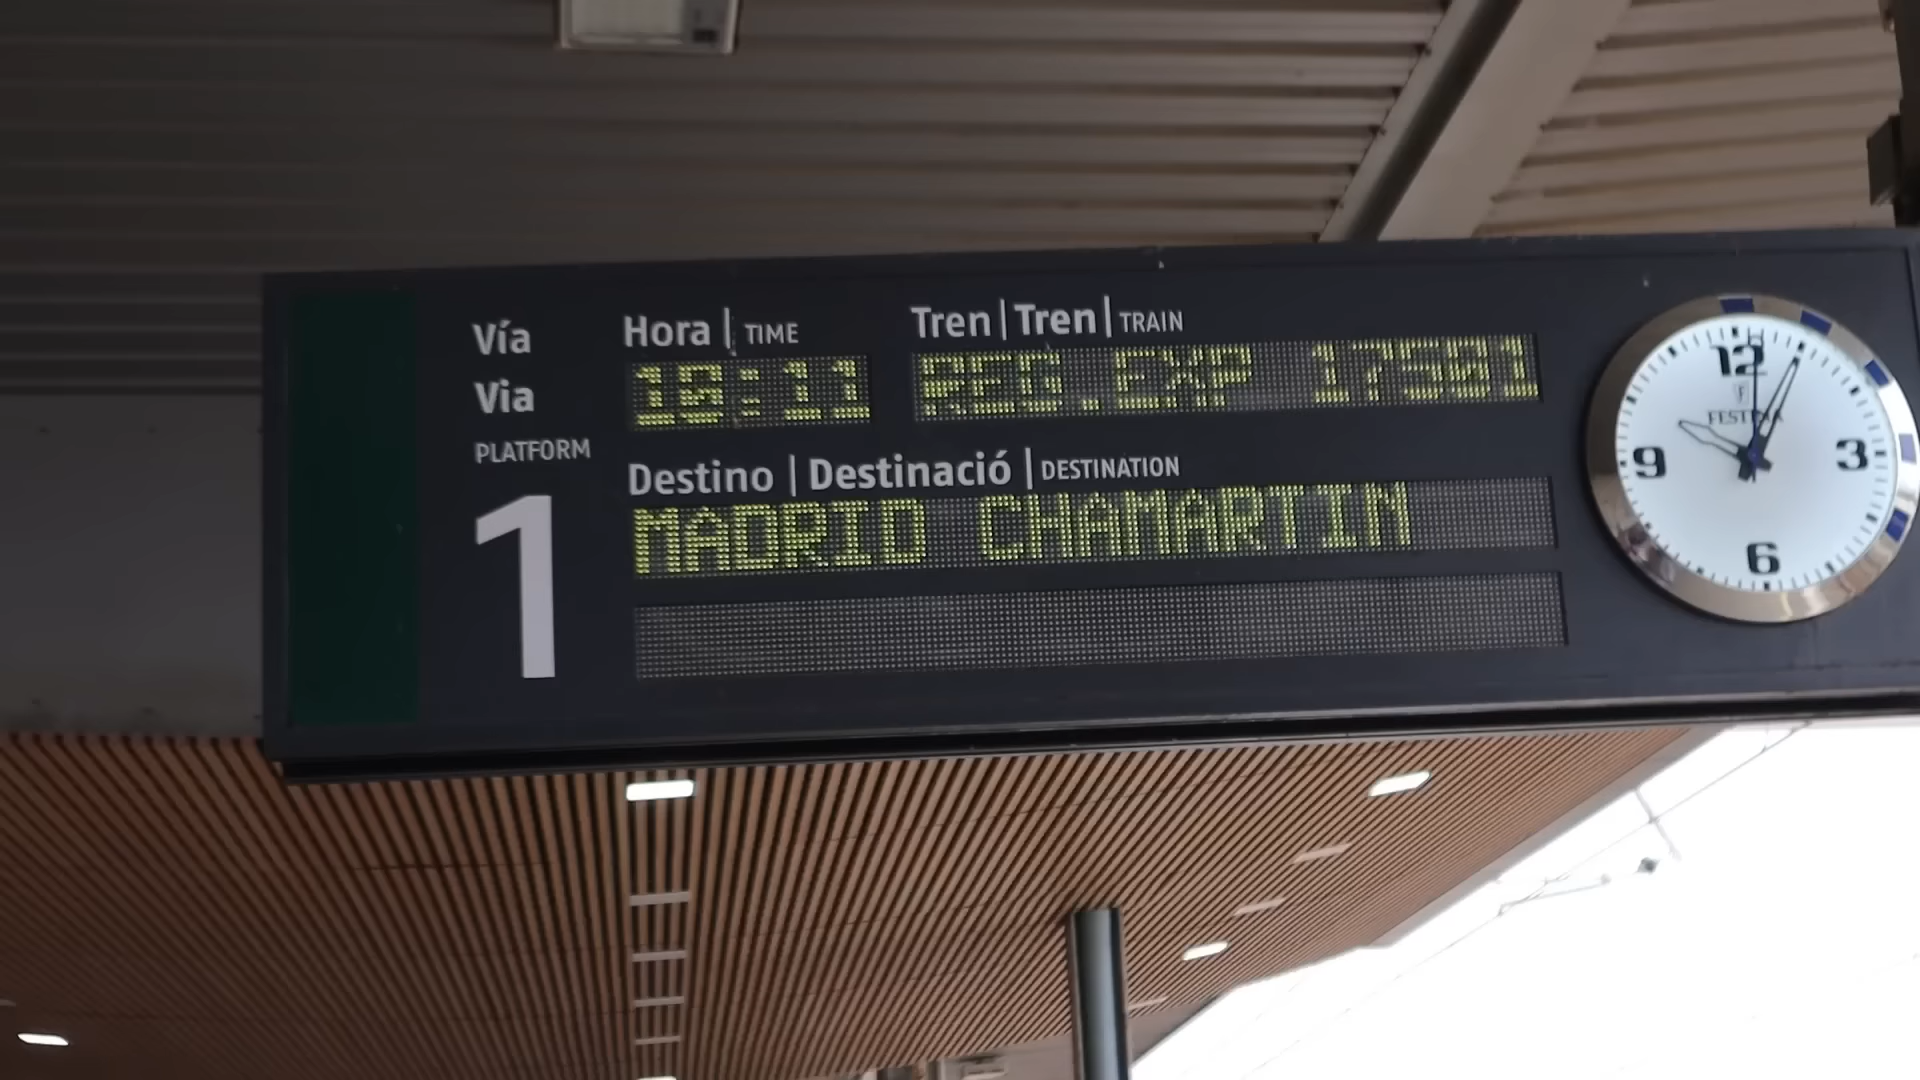 Vía
Via
PLATFORM
1
Hora | TIME
10:11
Tren | Tren | TRAIN
REG.EXP 17501
Destino | Destinació | DESTINATION
MADRID CHAMARTIN
12
3
6
9
F
FESTINA